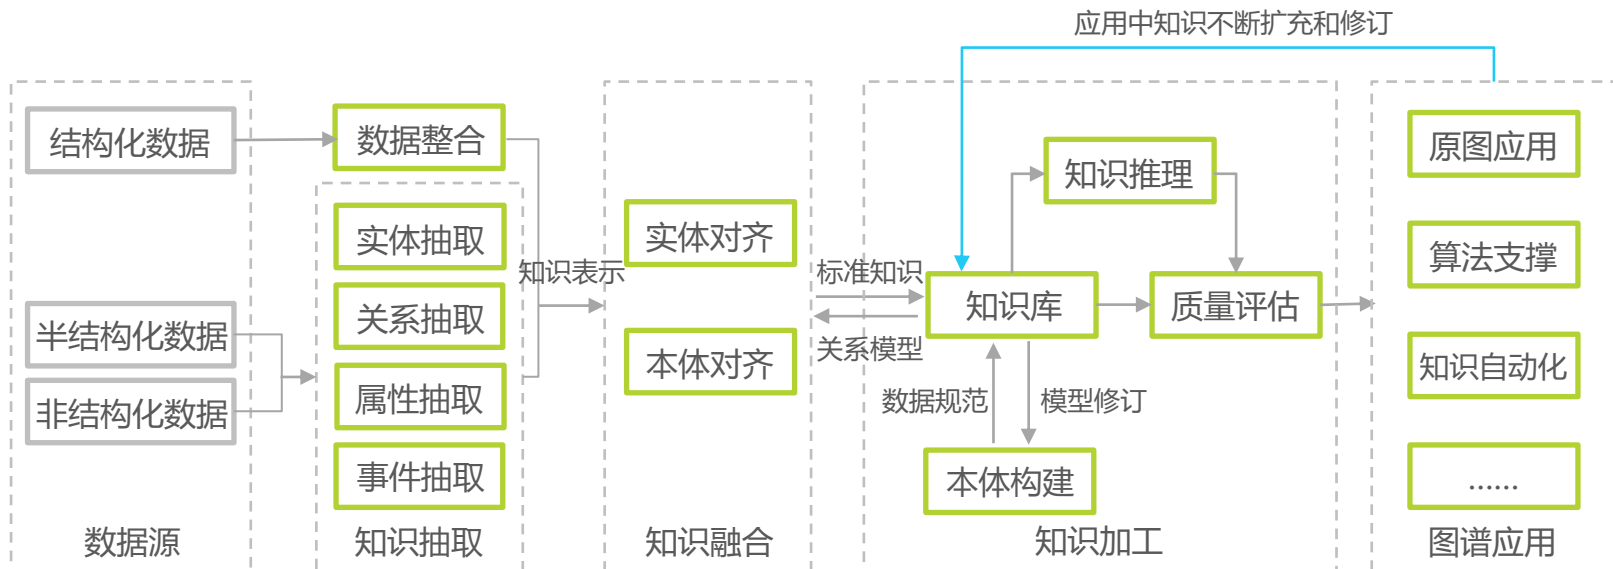 应用中知识不断扩充和修订
结构化数据
半结构化数据
非结构化数据
数据源
数据整合
实体抽取
关系抽取
属性抽取
事件抽取
知识抽取
知识表示
实体对齐
本体对齐
知识融合
标准知识
关系模型
知识推理
知识库
质量评估
数据规范
模型修订
本体构建
知识加工
原图应用
算法支撑
知识自动化
......
图谱应用